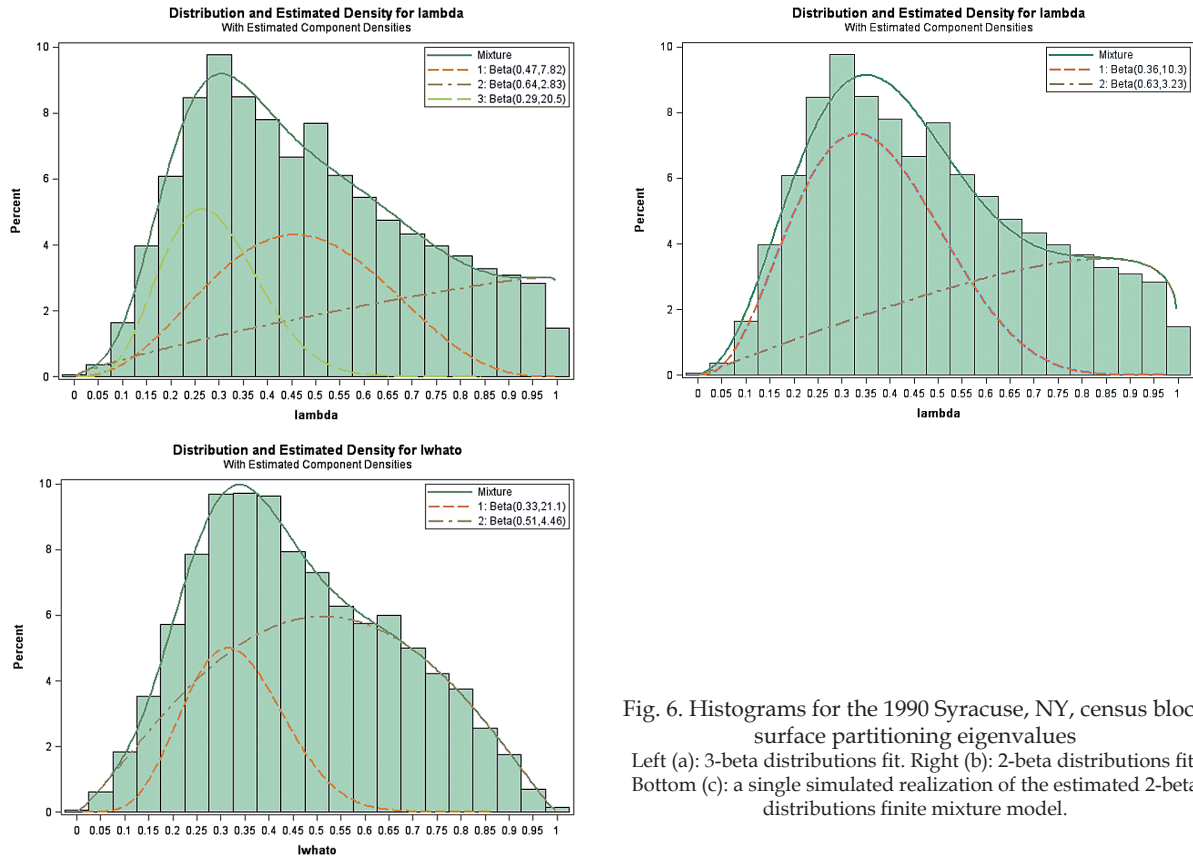 Distribution and Estimated Density for lambda
With Estimated Component Densities
Mixture
1: Beta(0.47,7.82)
2: Beta(0.64,2.83)
3: Beta(0.29,20.5)
10
8
6
4
2
0
Percent
0 0.05 0.1 0.15 0.2 0.25 0.3 0.35 0.4 0.45 0.5 0.55 0.6 0.65 0.7 0.75 0.8 0.85 0.9 0.95 1
lambda
Distribution and Estimated Density for lambda
With Estimated Component Densities
Mixture
1: Beta(0.36,10.3)
2: Beta(0.63,3.23)
10
8
6
4
2
0
Percent
0 0.05 0.1 0.15 0.2 0.25 0.3 0.35 0.4 0.45 0.5 0.55 0.6 0.65 0.7 0.75 0.8 0.85 0.9 0.95 1
lambda
Distribution and Estimated Density for lwhato
With Estimated Component Densities
Mixture
1: Beta(0.33,21.1)
2: Beta(0.51,4.46)
10
8
6
4
2
0
Percent
0 0.05 0.1 0.15 0.2 0.25 0.3 0.35 0.4 0.45 0.5 0.55 0.6 0.65 0.7 0.75 0.8 0.85 0.9 0.95 1
lwhato
Fig. 6. Histograms for the 1990 Syracuse, NY, census bloc
surface partitioning eigenvalues
Left (a): 3-beta distributions fit. Right (b): 2-beta distributions fit
Bottom (c): a single simulated realization of the estimated 2-beta
distributions finite mixture model.